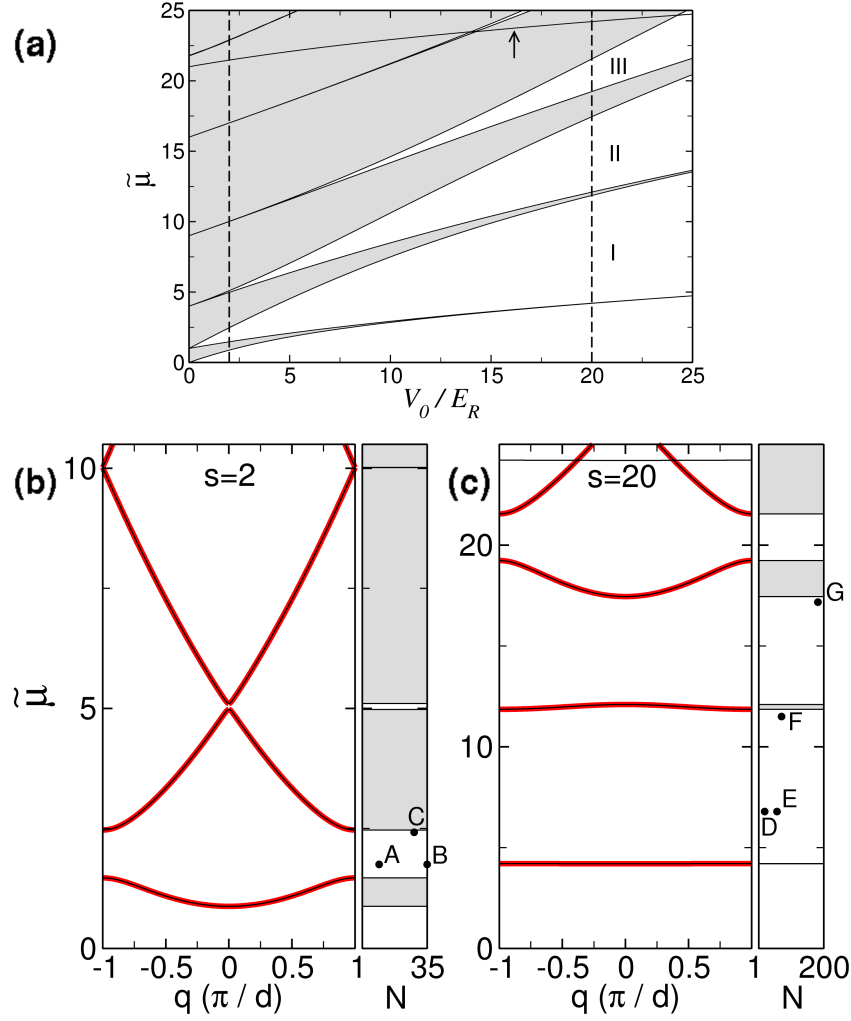 (a)
25
20
15
10
5
0
μ̃
III
II
I
0 5 10 15 20 25
V₀ / E_R
(b)
s=2
10
5
0
μ̃
C
A B
-1 -0.5 0 0.5 1 35
q (π / d) N
(c)
s=20
20
10
0
G
F
E
D
-1 -0.5 0 0.5 1 200
q (π / d) N